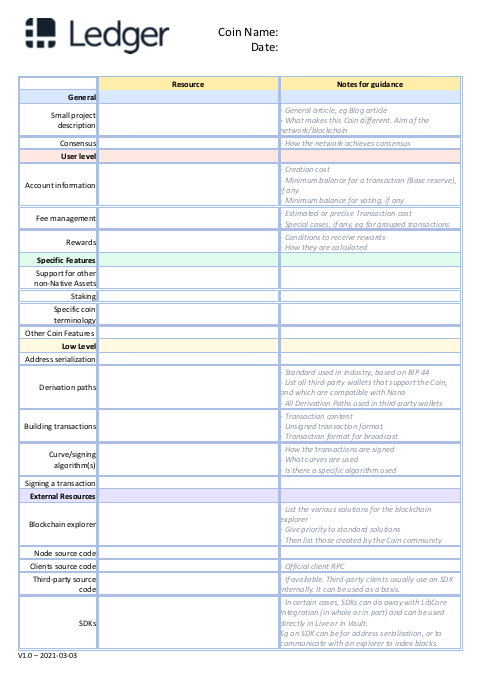 Ledger
Coin Name:
Date:
Resource
Notes for guidance
General
Small project
description
- General article, eg Blog article
- What makes this Coin different. Aim of the
network/blockchain
Consensus
- How the network achieves consensus
User level
Account information
- Creation cost
- Minimum balance for a transaction (Base reserve),
if any
- Minimum balance for voting, if any
Fee management
- Estimated or precise Transaction cost
- Special cases, if any, eg for grouped transactions
Rewards
- Conditions to receive rewards
- How they are calculated
Specific Features
Support for other
non-Native Assets
Staking
Specific coin
terminology
Other Coin Features
Low Level
Address serialization
Derivation paths
- Standard used in industry, based on BIP 44
- List all third-party wallets that support the Coin,
and which are compatible with Nano
- All Derivation Paths used in third-party wallets
Building transactions
- Transaction content
- Unsigned transaction format
- Transaction format for broadcast
Curve/signing
algorithm(s)
- How the transactions are signed
- What curves are used
- Is there a specific algorithm used
Signing a transaction
External Resources
Blockchain explorer
- List the various solutions for the blockchain
explorer
- Give priority to standard solutions
- Then list those created by the Coin community
Node source code
Clients source code
- Official client RPC
Third-party source
code
- If available. Third-party clients usually use an SDK
internally. It can be used as a basis.
SDKs
- In certain cases, SDKs can do away with LibCore
Integration (in whole or in part) and can be used
directly in Live or in Vault.
Eg an SDK can be for address serialisation, or to
communicate with an explorer to index blocks.
V1.0 – 2021-03-03